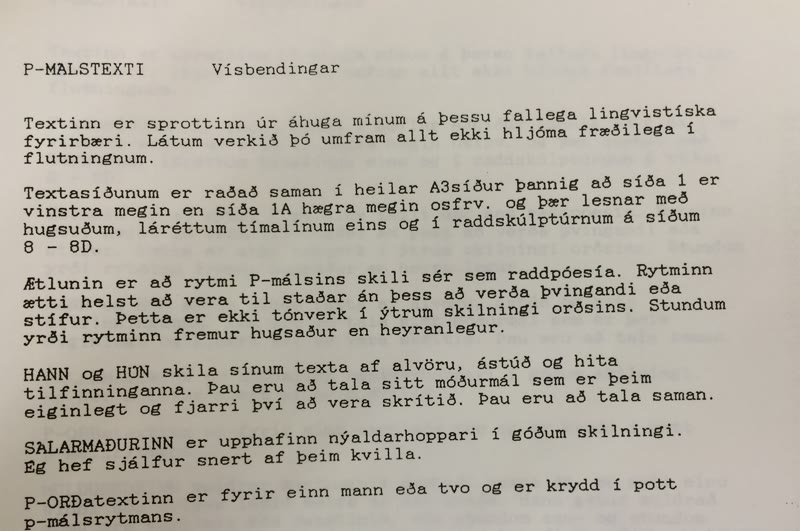 P-MALSTEXTI Vísbendingar
Textinn er sprottinn úr áhuga mínum á þessu fallega lingvistíska
fyrirbæri. Látum verkið þó umfram allt ekki hljóma fræðilega í
flutningnum.
Textasíðunum er raðað saman í heilar A3síður þannig að síða 1 er
vinstra megin en síða 1A hægra megin osfrv. og þær lesnar með
hugsuðum, láréttum tímalínum eins og í raddskúlptúrnum á síðum
8 - 8D.
Ætlunin er að rytmi P-málsins skili sér sem raddpóesía. Rytminn
ætti helst að vera til staðar án þess að verða þvingandi eða
stífur. Þetta er ekki tónverk í ýtrum skilningi orðsins. Stundum
yrði rytminn fremur hugsaður en heyranlegur.
HANN og HUN skila sínum texta af alvöru, ástúð og hita
tilfinninganna. Þau eru að tala sitt móðurmál sem er þeim
eiginlegt og fjarri því að vera skrítið. Þau eru að tala saman.
SALARMAÐURINN er upphafinn nýaldarhoppari í góðum skilningi.
Eg hef sjálfur snert af þeim kvilla.
P-ORÐatextinn er fyrir einn mann eða tvo og er krydd í pott
p-málsrytmans.